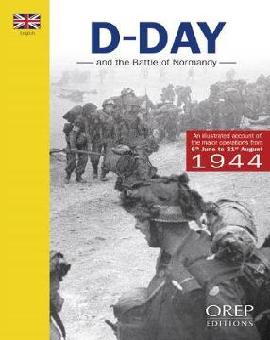 English
D-DAY
and the Battle of Normandy
An illustrated account of
the major operations from
6th June to 21st August
1944
OREP
EDITIONS